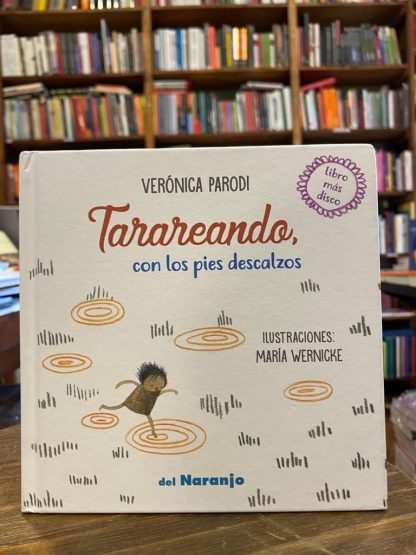 VERÓNICA PARODI
libro
más
disco
Tarareando,
con los pies descalzos
ILUSTRACIONES:
MARÍA WERNICKE
del Naranjo